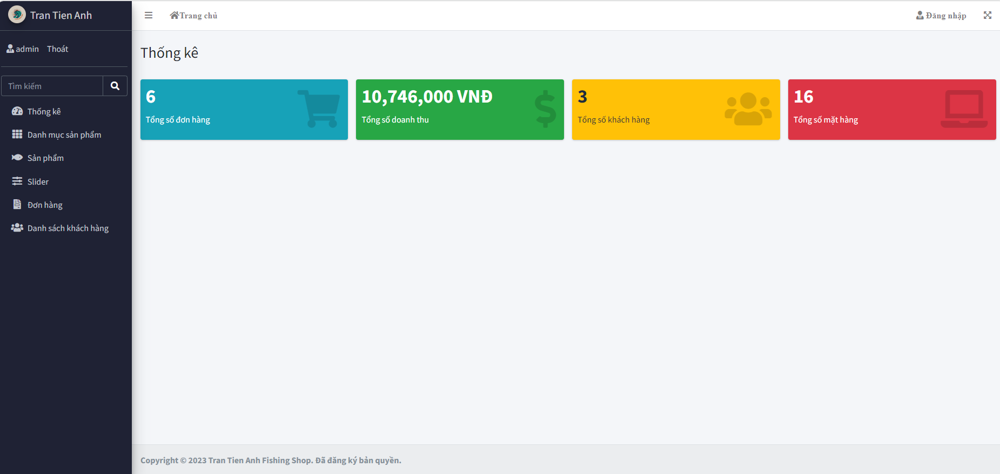 Tran Tien Anh
admin Thoát
Tìm kiếm
Thống kê
Danh mục sản phẩm
Sản phẩm
Slider
Đơn hàng
Danh sách khách hàng
Trang chủ
Đăng nhập
Thống kê
6
Tổng số đơn hàng
10,746,000 VNĐ
Tổng số doanh thu
3
Tổng số khách hàng
16
Tổng số mặt hàng
Copyright © 2023 Tran Tien Anh Fishing Shop. Đã đăng ký bản quyền.